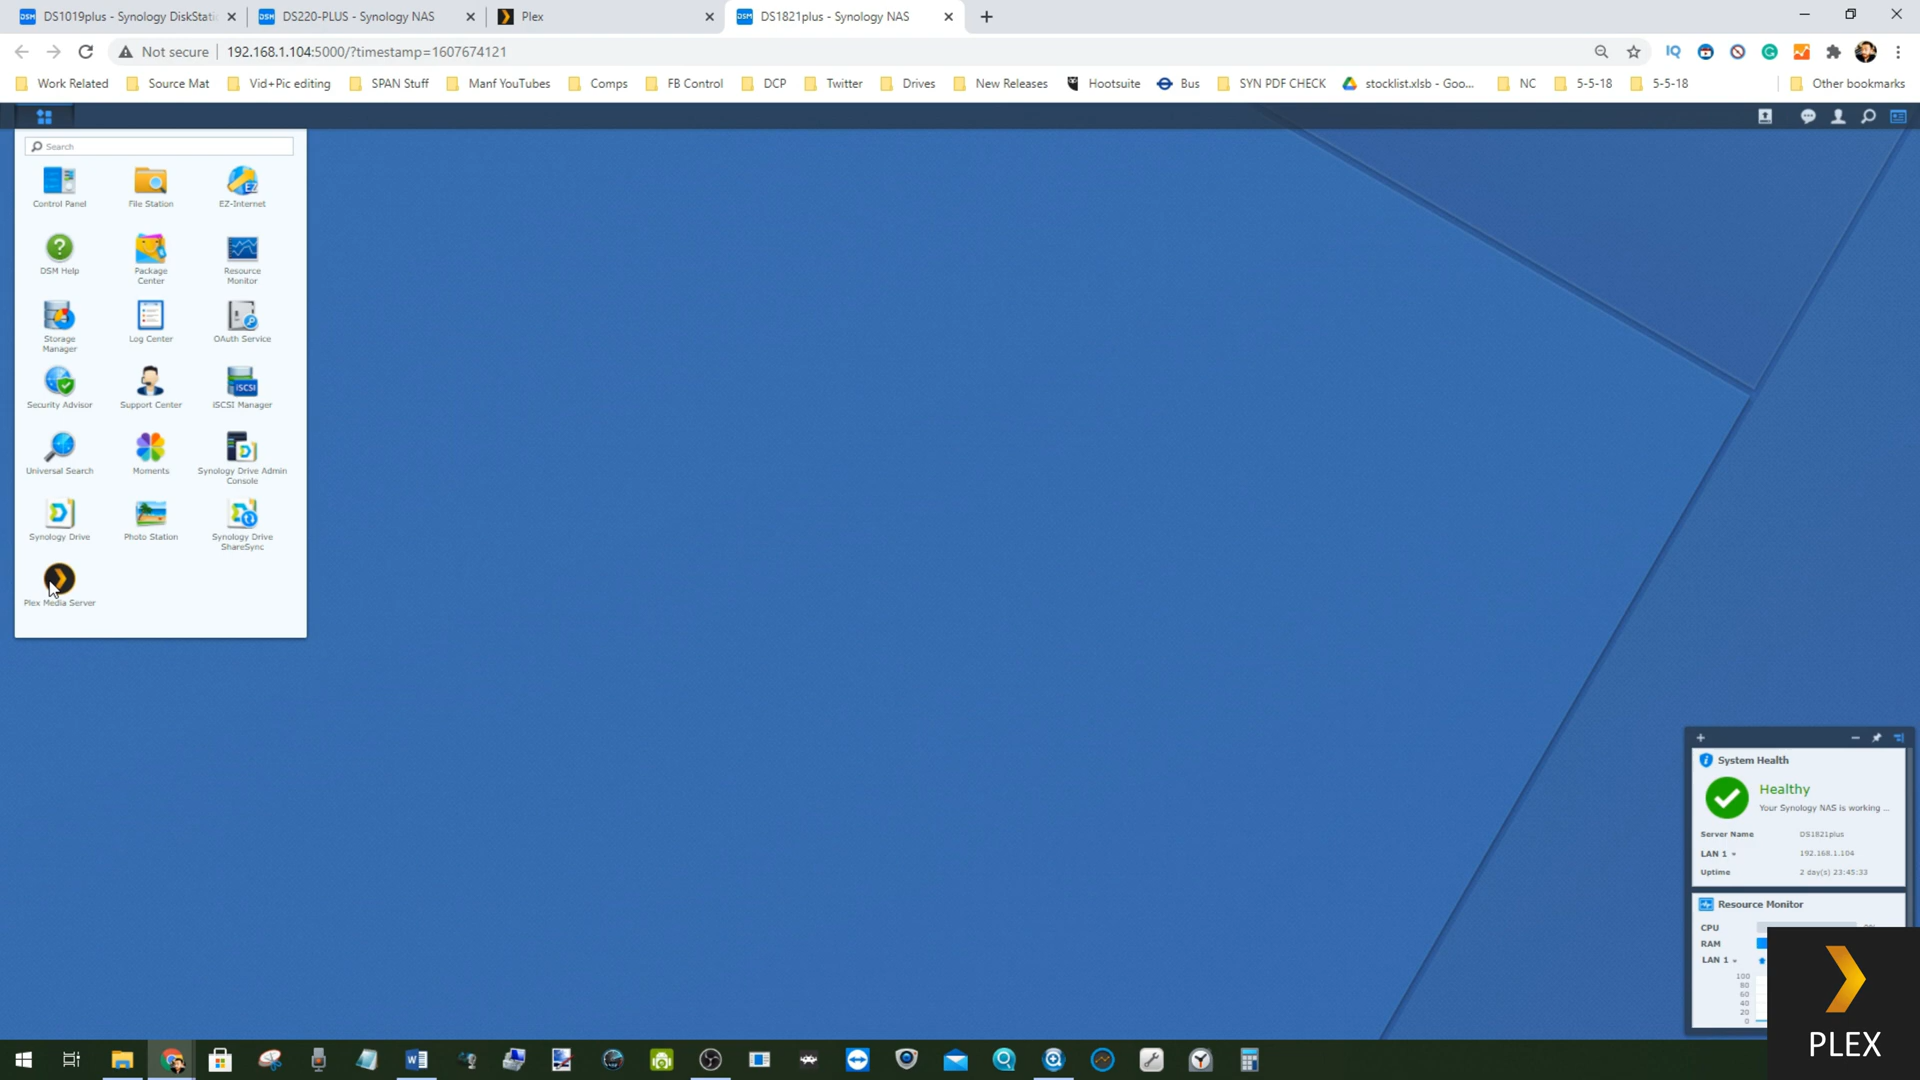 DS1019plus - Synology DiskStati
DS220-PLUS - Synology NAS
Plex
DS1821plus - Synology NAS
Not secure
192.168.1.104:5000/?timestamp=1607674121
IQ
Work Related
Source Mat
Vid+Pic editing
SPAN Stuff
Manf YouTubes
Comps
FB Control
DCP
Twitter
Drives
New Releases
Hootsuite
Bus
SYN PDF CHECK
stocklist.xlsb - Goo...
NC
5-5-18
5-5-18
Other bookmarks
Search
Control Panel
File Station
EZ-Internet
DSM Help
Package
Center
Resource
Monitor
Storage
Manager
Log Center
OAuth Service
Security Advisor
Support Center
iSCSI Manager
Universal Search
Moments
Synology Drive Admin
Console
Synology Drive
Photo Station
Synology Drive
ShareSync
Plex Media Server
System Health
Healthy
Your Synology NAS is working ...
Server Name
DS1821plus
LAN 1
192.168.1.104
Uptime
2 day(s) 23:45:33
Resource Monitor
CPU
RAM
LAN 1
100
80
60
40
20
0
PLEX